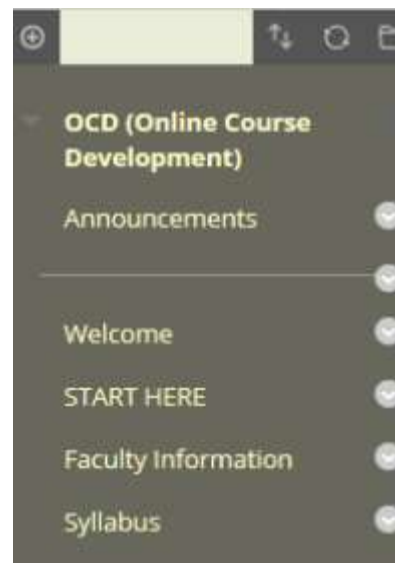 OCD (Online Course
Development)
Announcements
Welcome
START HERE
Faculty Information
Syllabus